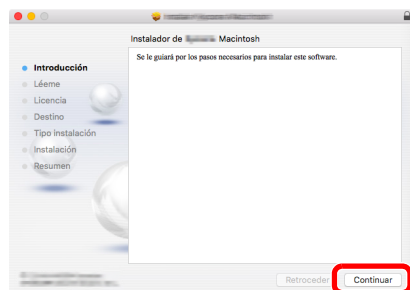 Instalador de Macintosh
Introducción
Se le guiará por los pasos necesarios para instalar este software.
Léeme
Licencia
Destino
Tipo instalación
Instalación
Resumen
Retroceder
Continuar